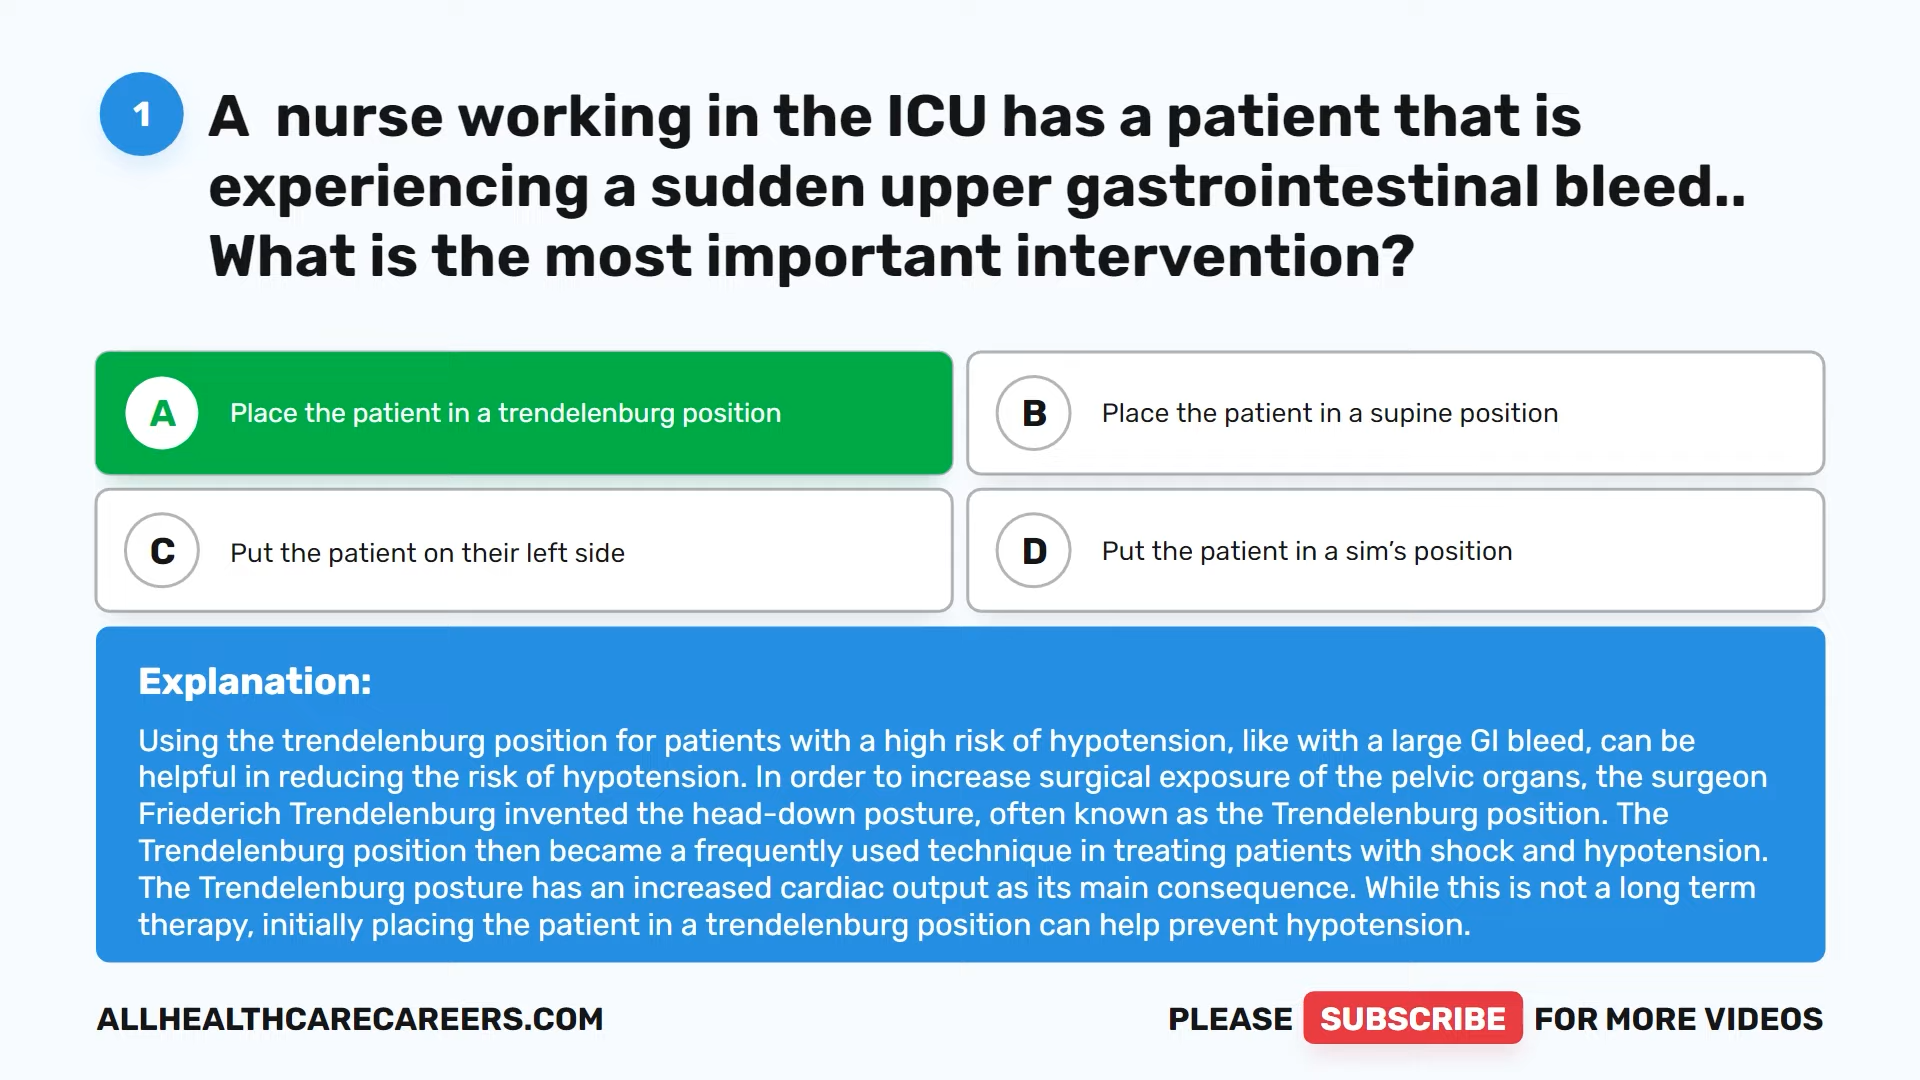 1
A nurse working in the ICU has a patient that is
experiencing a sudden upper gastrointestinal bleed..
What is the most important intervention?
A Place the patient in a trendelenburg position
B Place the patient in a supine position
C Put the patient on their left side
D Put the patient in a sim’s position
Explanation:
Using the trendelenburg position for patients with a high risk of hypotension, like with a large GI bleed, can be
helpful in reducing the risk of hypotension. In order to increase surgical exposure of the pelvic organs, the surgeon
Friederich Trendelenburg invented the head-down posture, often known as the Trendelenburg position. The
Trendelenburg position then became a frequently used technique in treating patients with shock and hypotension.
The Trendelenburg posture has an increased cardiac output as its main consequence. While this is not a long term
therapy, initially placing the patient in a trendelenburg position can help prevent hypotension.
ALLHEALTHCARECAREERS.COM
PLEASE SUBSCRIBE FOR MORE VIDEOS